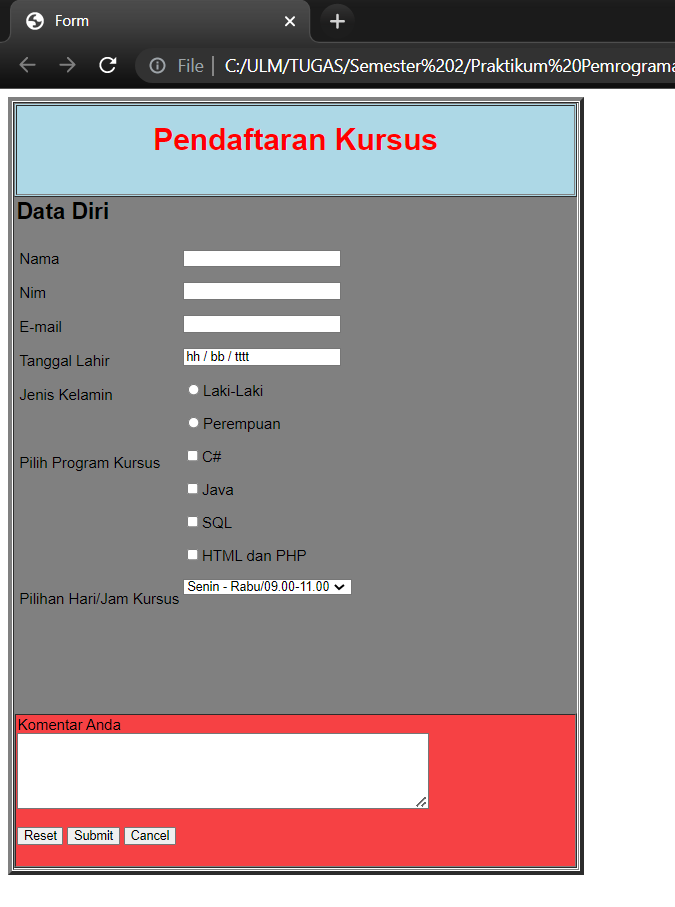 Form
File | C:/ULM/TUGAS/Semester%202/Praktikum%20Pemrograma
Pendaftaran Kursus
Data Diri
Nama
Nim
E-mail
Tanggal Lahir hh / bb / tttt
Jenis Kelamin Laki-Laki
Perempuan
Pilih Program Kursus C#
Java
SQL
HTML dan PHP
Pilihan Hari/Jam Kursus Senin - Rabu/09.00-11.00
Komentar Anda
Reset Submit Cancel